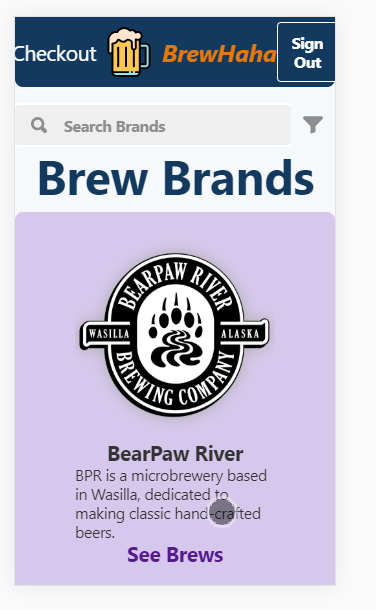 Checkout
BrewHaha
Sign
Out
Search Brands
Brew Brands
BEARPAW RIVER
WASILLA
ALASKA
BREWING COMPANY
BearPaw River
BPR is a microbrewery based
in Wasilla, dedicated to
making classic hand-crafted
beers.
See Brews